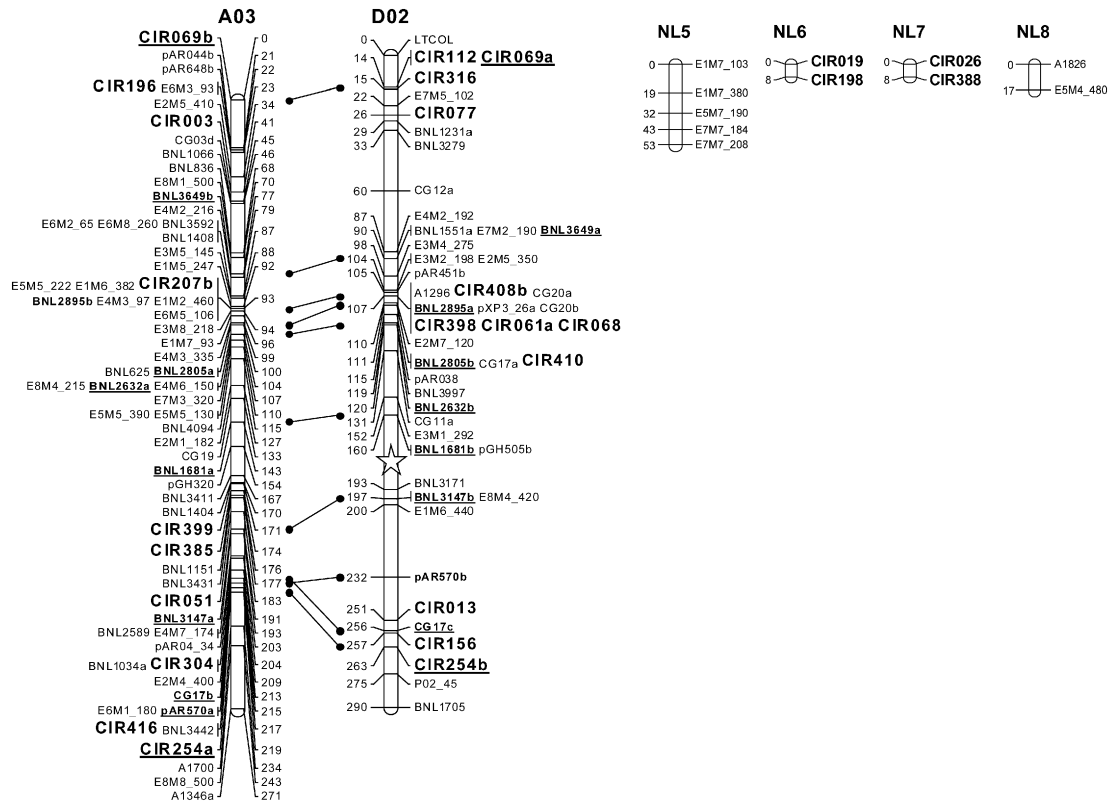 A03
CIR069b 0
pAR044b 21
pAR648b 22
CIR196 E6M3_93 23
E2M5_410 34
CIR003 41
CG03d 45
BNL1066 46
BNL836 68
E8M1_500 70
BNL3649b 77
E4M2_216 79
E6M2_65 E6M8_260 BNL3592 87
BNL1408
E3M5_145 88
E1M5_247 92
E5M5_222 E1M6_382 CIR207b
BNL2895b E4M3_97 E1M2_460 93
E6M5_106
E3M8_218 94
E1M7_93 96
E4M3_335 99
BNL625 BNL2805a 100
E8M4_215 BNL2632a E4M6_150 104
E7M3_320 107
E5M5_390 E5M5_130 110
BNL4094 115
E2M1_182 127
CG19 133
BNL1681a 143
pGH320 154
BNL3411 167
BNL1404 170
CIR399 171
CIR385 174
BNL1151 176
BNL3431 177
CIR051 183
BNL3147a 191
BNL2589 E4M7_174 193
pAR04_34 203
BNL1034a CIR304 204
E2M4_400 209
CG17b 213
E6M1_180 pAR570a 215
CIR416 BNL3442 217
CIR254a 219
A1700 234
E8M8_500 243
A1346a 271
D02
0 LTCOL
14 CIR112 CIR069a
15 CIR316
22 E7M5_102
26 CIR077
29 BNL1231a
33 BNL3279
60 CG12a
87 E4M2_192
90 BNL1551a E7M2_190 BNL3649a
98 E3M4_275
104 E3M2_198 E2M5_350
105 pAR451b
A1296 CIR408b CG20a
107 BNL2895a pXP3_26a CG20b
CIR398 CIR061a CIR068
110 E2M7_120
111 BNL2805b CG17a CIR410
115 pAR038
119 BNL3997
120 BNL2632b
131 CG11a
152 E3M1_292
160 BNL1681b pGH505b
193 BNL3171
197 BNL3147b E8M4_420
200 E1M6_440
232 pAR570b
251 CIR013
256 CG17c
257 CIR156
263 CIR254b
275 P02_45
290 BNL1705
NL5
0 E1M7_103
19 E1M7_380
32 E5M7_190
43 E7M7_184
53 E7M7_208
NL6
0 CIR019
8 CIR198
NL7
0 CIR026
8 CIR388
NL8
0 A1826
17 E5M4_480